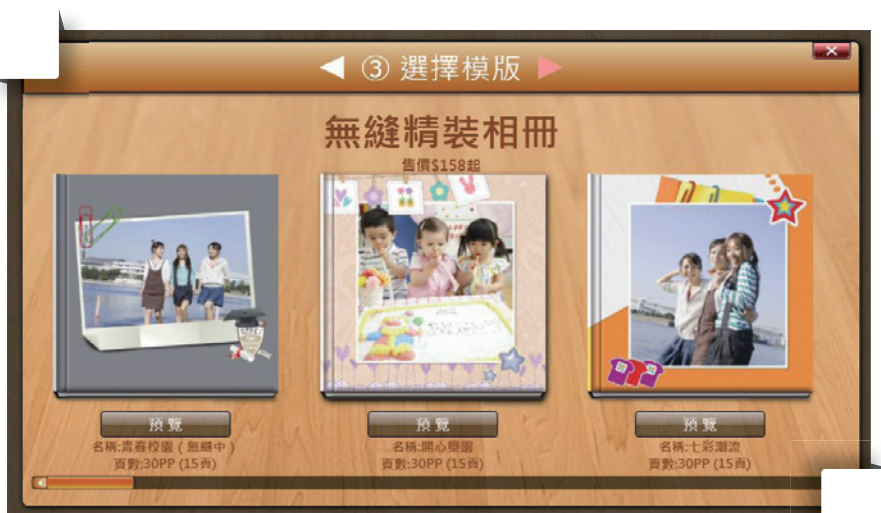 ③ 選擇模版
無縫精裝相冊
售價$158起
預覽
名稱:青春校園(無縫中)
頁數:30PP (15頁)
預覽
名稱:開心樂園
頁數:30PP (15頁)
預覽
名稱:七彩潮流
頁數:30PP (15頁)